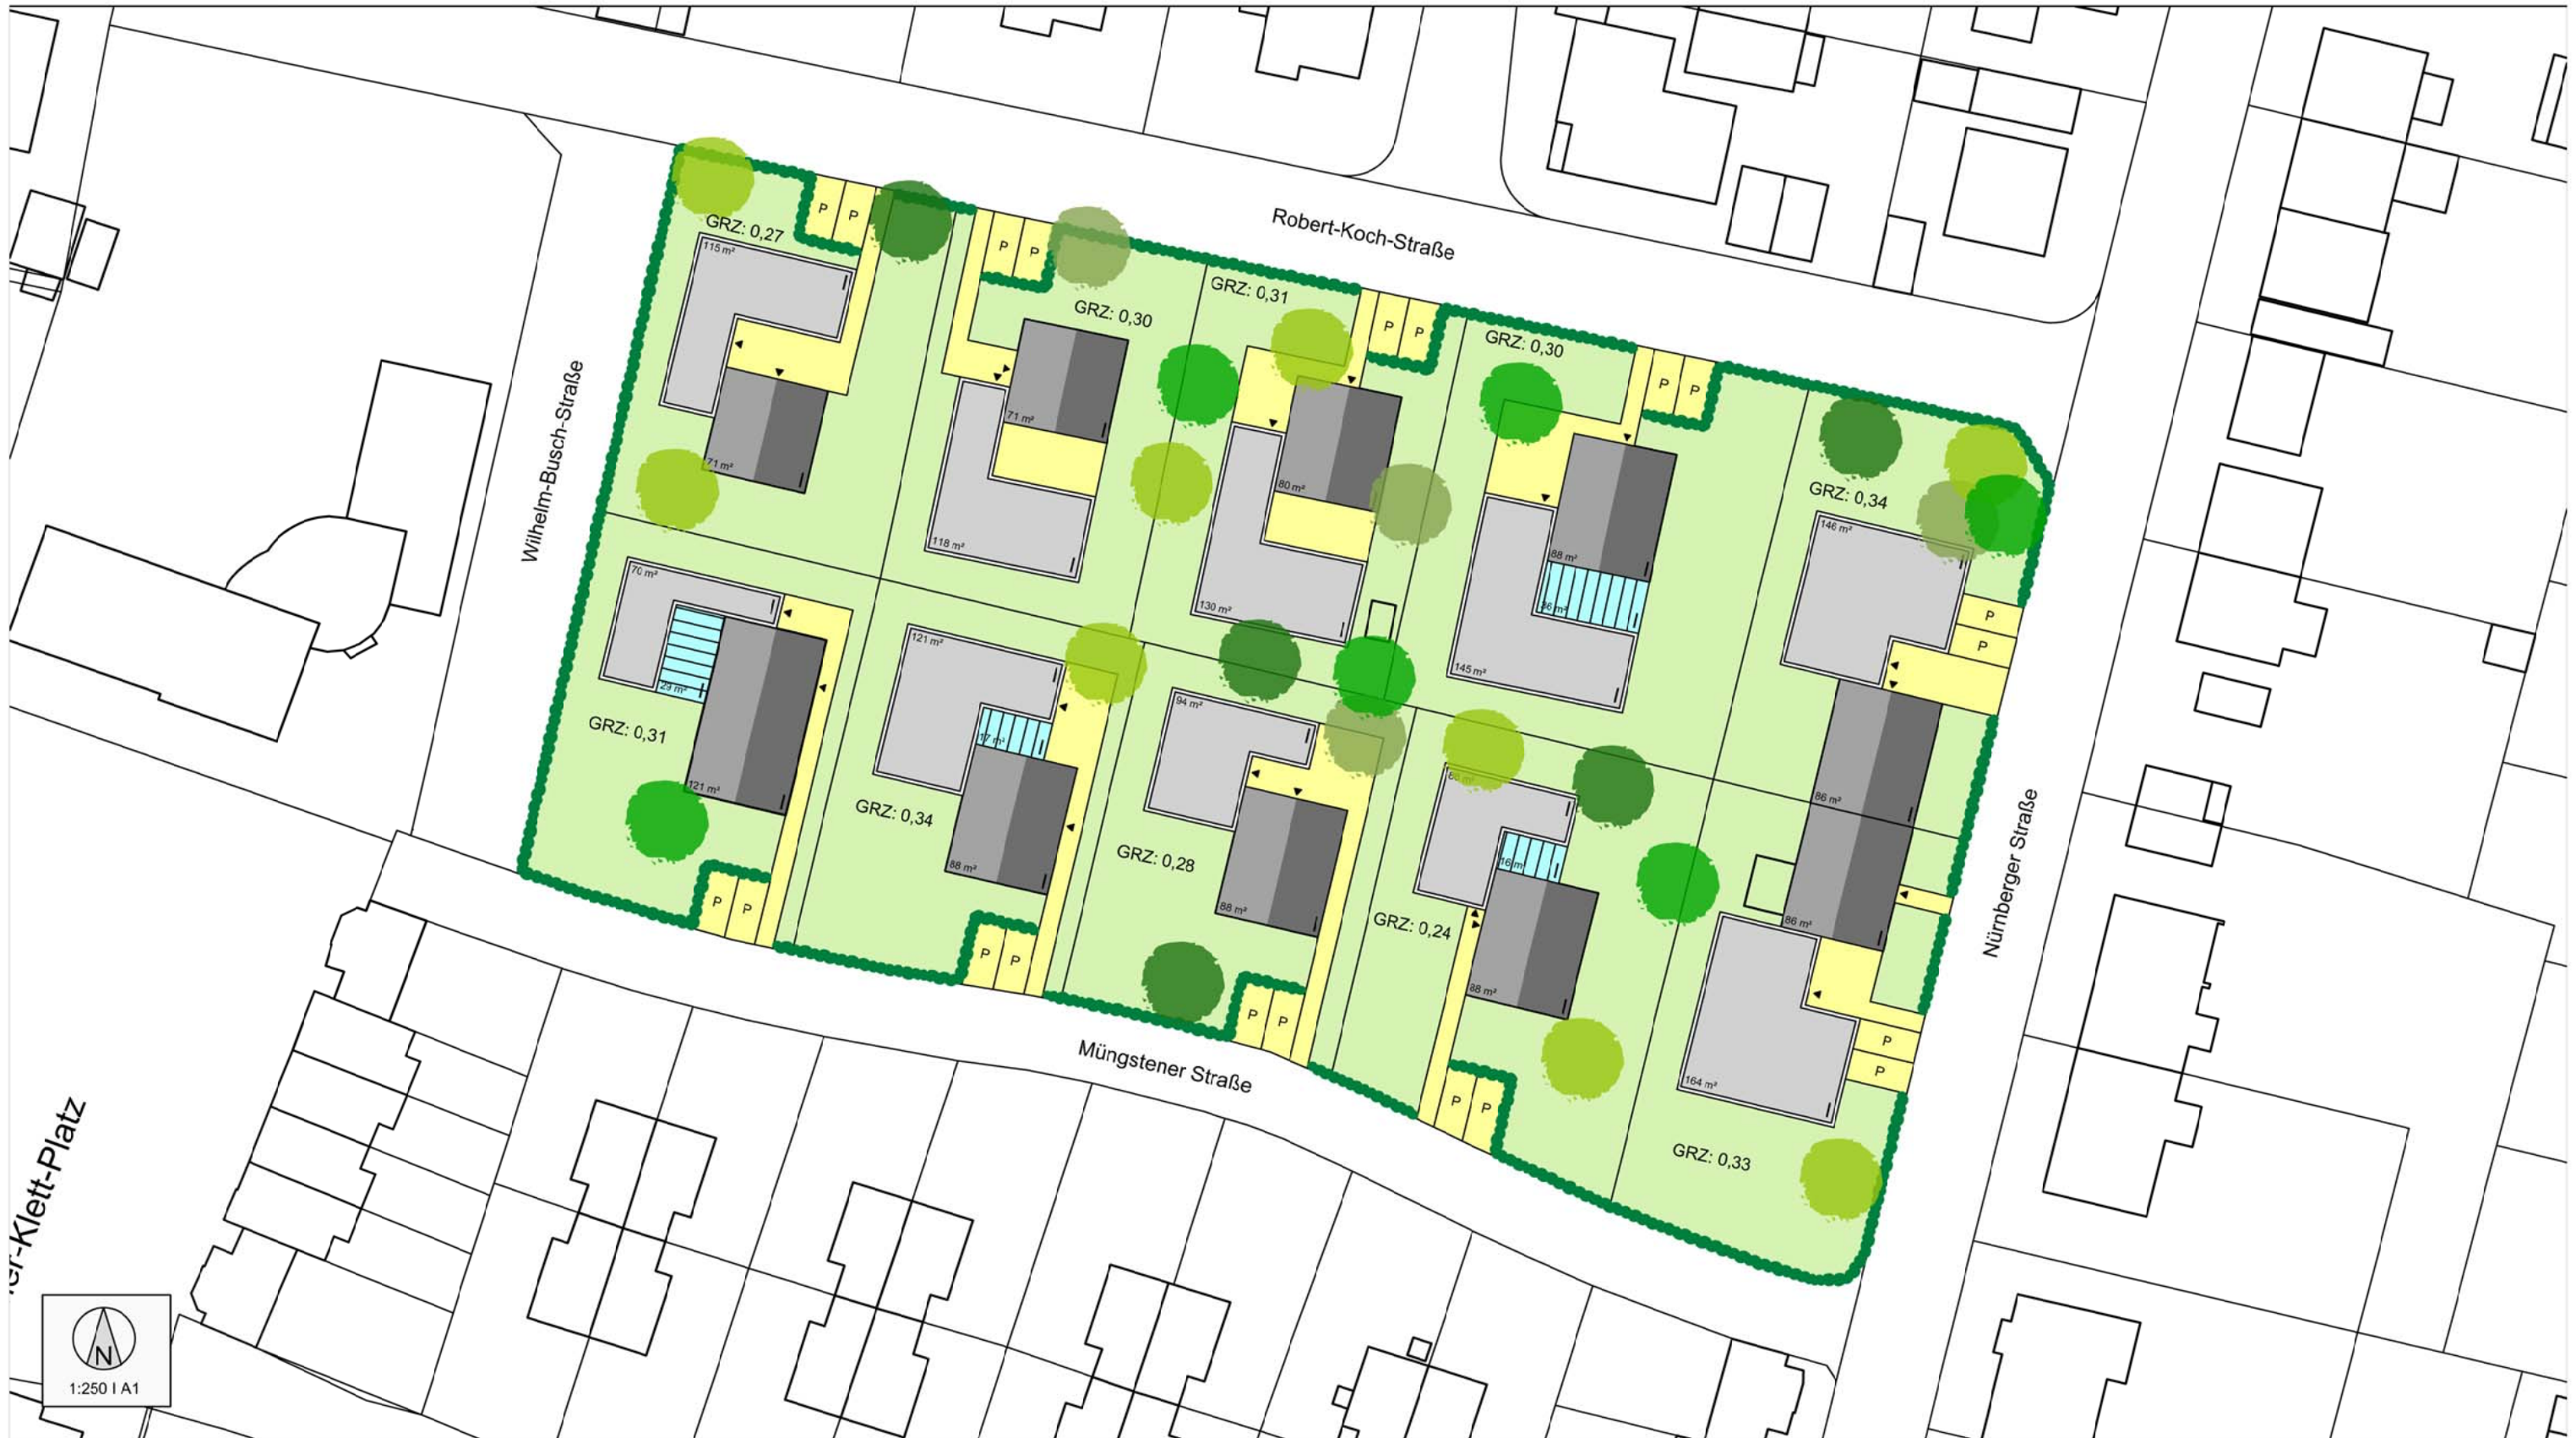 Robert-Koch-Straße
GRZ: 0,27
P P
115 m²
71 m²
P P
GRZ: 0,30
71 m²
118 m²
GRZ: 0,31
P P
80 m²
130 m²
GRZ: 0,30
P P
88 m²
36 m²
145 m²
GRZ: 0,34
146 m²
P
P
86 m²
Wilhelm-Busch-Straße
70 m²
29 m²
GRZ: 0,31
121 m²
P P
121 m²
17 m²
GRZ: 0,34
88 m²
P P
94 m²
GRZ: 0,28
88 m²
P P
16 m²
GRZ: 0,24
88 m²
P P
86 m²
164 m²
P
P
GRZ: 0,33
Nürnberger Straße
Müngstener Straße
er-Klett-Platz
N
1:250 I A1